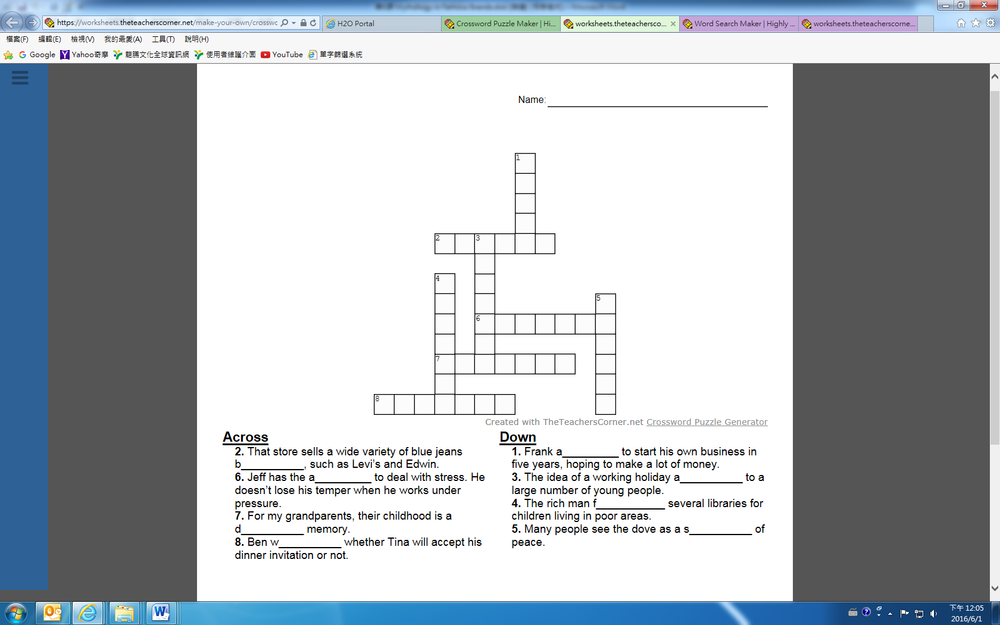 https://worksheets.theteacherscorner.net/make-your-own/crosswc
H2O Portal
Crossword Puzzle Maker | Hi...
worksheets.theteachersco...
Word Search Maker | Highly ...
worksheets.theteacherscorne...
檔案(F) 編輯(E) 檢視(V) 我的最愛(A) 工具(T) 說明(H)
Google Yahoo奇摩 龍騰文化全球資訊網 使用者維護介面 YouTube 單字篩選系統
Name:
1
2 3
4
5
6
7
8
Created with TheTeachersCorner.net Crossword Puzzle Generator
Across
2. That store sells a wide variety of blue jeans
b__________, such as Levi's and Edwin.
6. Jeff has the a_________ to deal with stress. He
doesn't lose his temper when he works under
pressure.
7. For my grandparents, their childhood is a
d__________ memory.
8. Ben w__________ whether Tina will accept his
dinner invitation or not.
Down
1. Frank a_________ to start his own business in
five years, hoping to make a lot of money.
3. The idea of a working holiday a__________ to a
large number of young people.
4. The rich man f___________ several libraries for
children living in poor areas.
5. Many people see the dove as a s__________ of
peace.
下午 12:05
2016/6/1